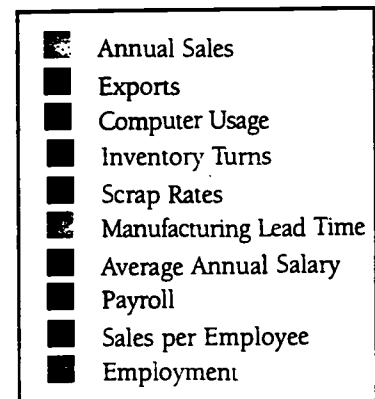 Annual Sales
Exports
Computer Usage
Inventory Turns
Scrap Rates
Manufacturing Lead Time
Average Annual Salary
Payroll
Sales per Employee
Employment